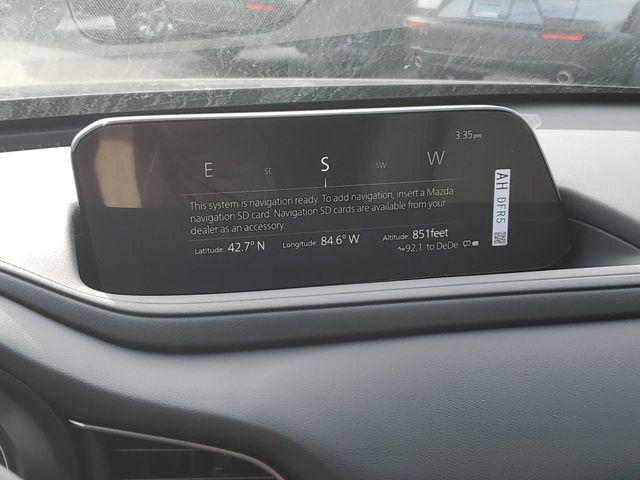 3:35pm
E SE S SW W
This system is navigation ready. To add navigation, insert a Mazda
navigation SD card. Navigation SD cards are available from your
dealer as an accessory.
Latitude: 42.7° N Longitude: 84.6° W Altitude: 851feet
92.1 to DeDe
AH DFR5